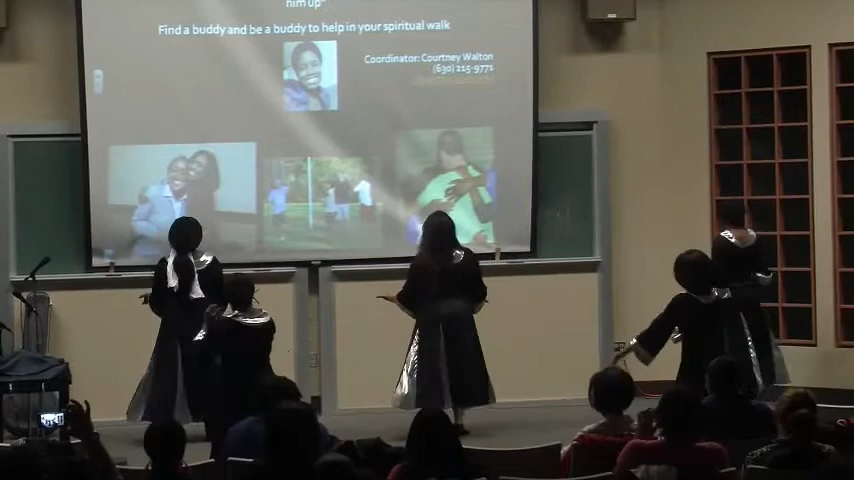 him up"
Find a buddy and be a buddy to help in your spiritual walk
Coordinator: Courtney Walton
(630) 215-9771